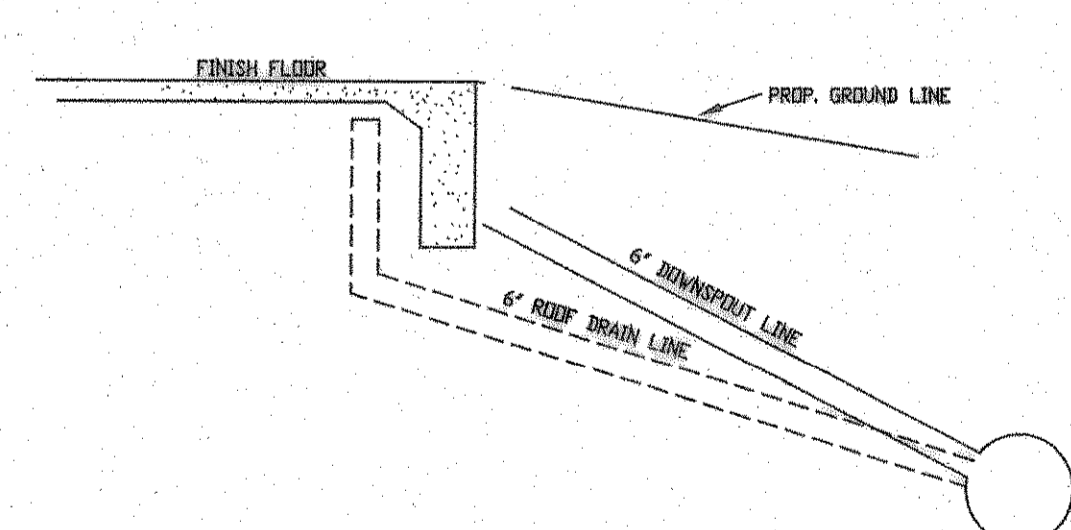 FINISH FLOOR
PROP. GROUND LINE
6" DOWNSPOUT LINE
6" ROOF DRAIN LINE